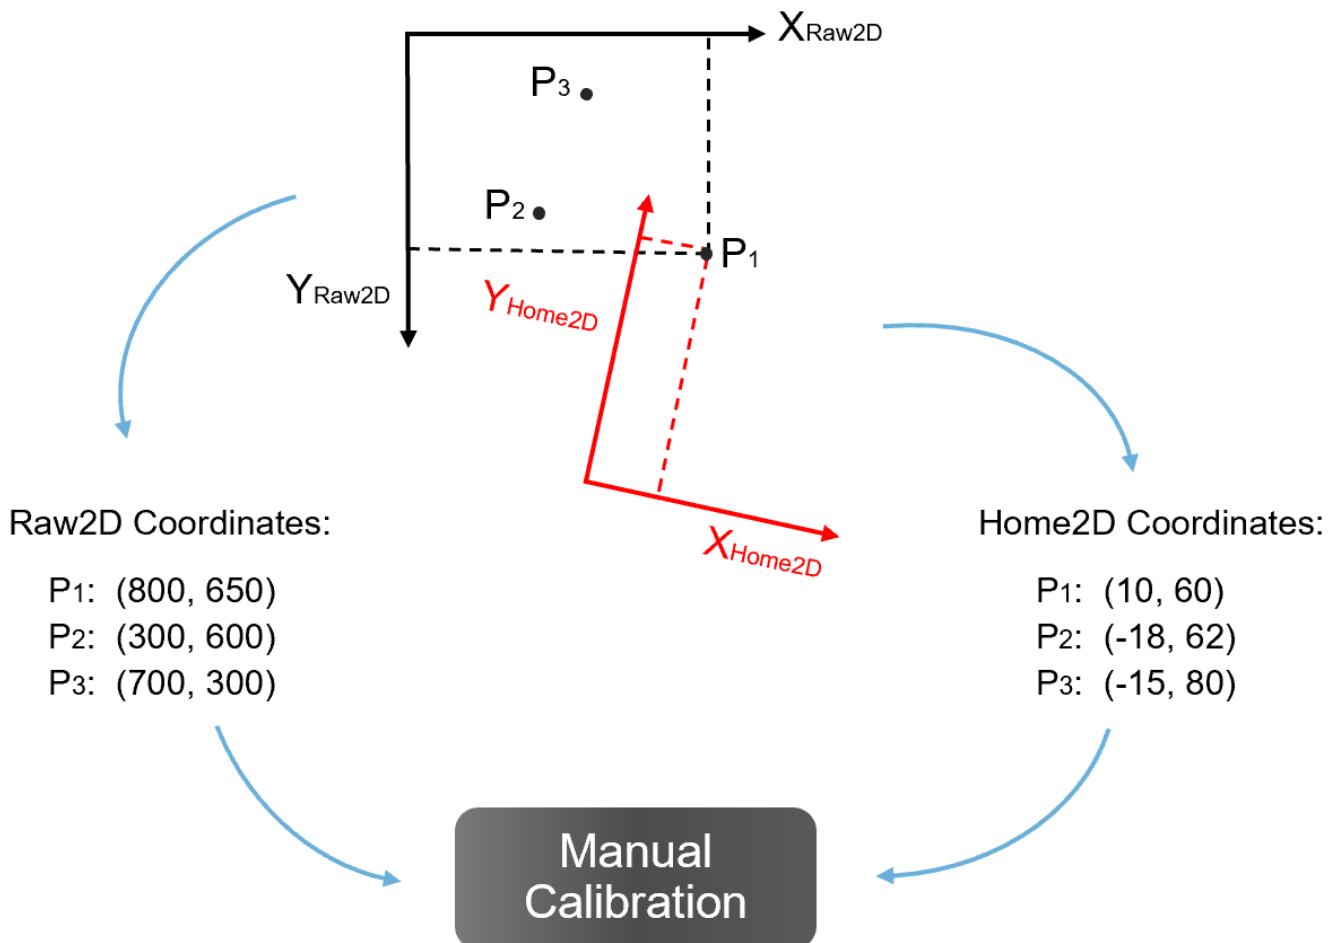 XRaw2D
P3
P2
P1
YRaw2D
YHome2D
XHome2D
Raw2D Coordinates:
P1: (800, 650)
P2: (300, 600)
P3: (700, 300)
Home2D Coordinates:
P1: (10, 60)
P2: (-18, 62)
P3: (-15, 80)
Manual
Calibration